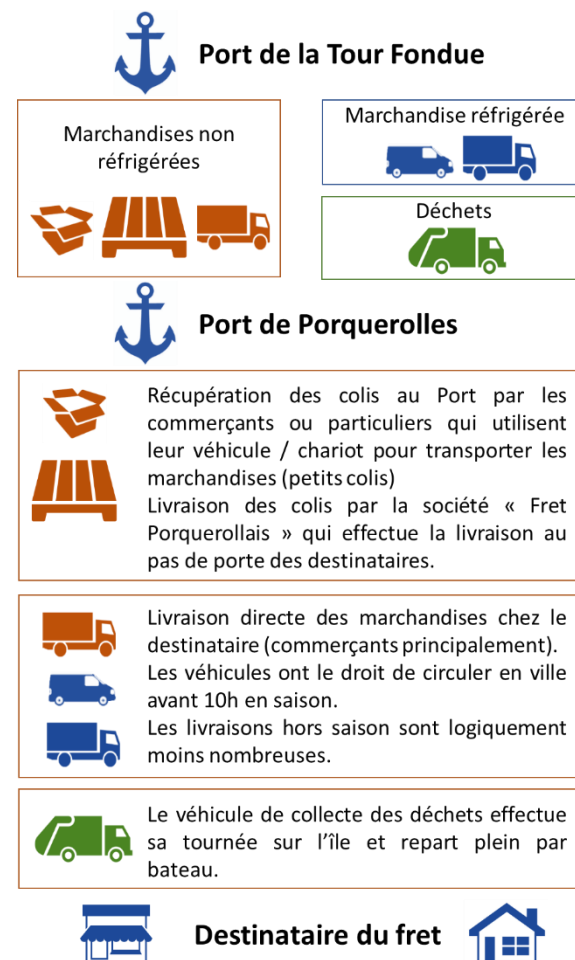 Port de la Tour Fondue
Marchandises non
réfrigérées
Marchandise réfrigérée
Déchets
Port de Porquerolles
Récupération des colis au Port par les
commerçants ou particuliers qui utilisent
leur véhicule / chariot pour transporter les
marchandises (petits colis)
Livraison des colis par la société « Fret
Porquerollais » qui effectue la livraison au
pas de porte des destinataires.
Livraison directe des marchandises chez le
destinataire (commerçants principalement).
Les véhicules ont le droit de circuler en ville
avant 10h en saison.
Les livraisons hors saison sont logiquement
moins nombreuses.
Le véhicule de collecte des déchets effectue
sa tournée sur l’île et repart plein par
bateau.
Destinataire du fret